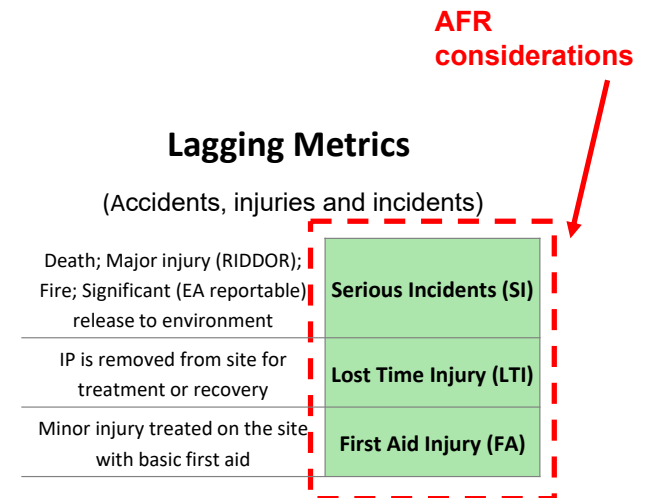 AFR
considerations
Lagging Metrics
(Accidents, injuries and incidents)
Death; Major injury (RIDDOR);
Fire; Significant (EA reportable)
release to environment
Serious Incidents (SI)
IP is removed from site for
treatment or recovery
Lost Time Injury (LTI)
Minor injury treated on the site
with basic first aid
First Aid Injury (FA)